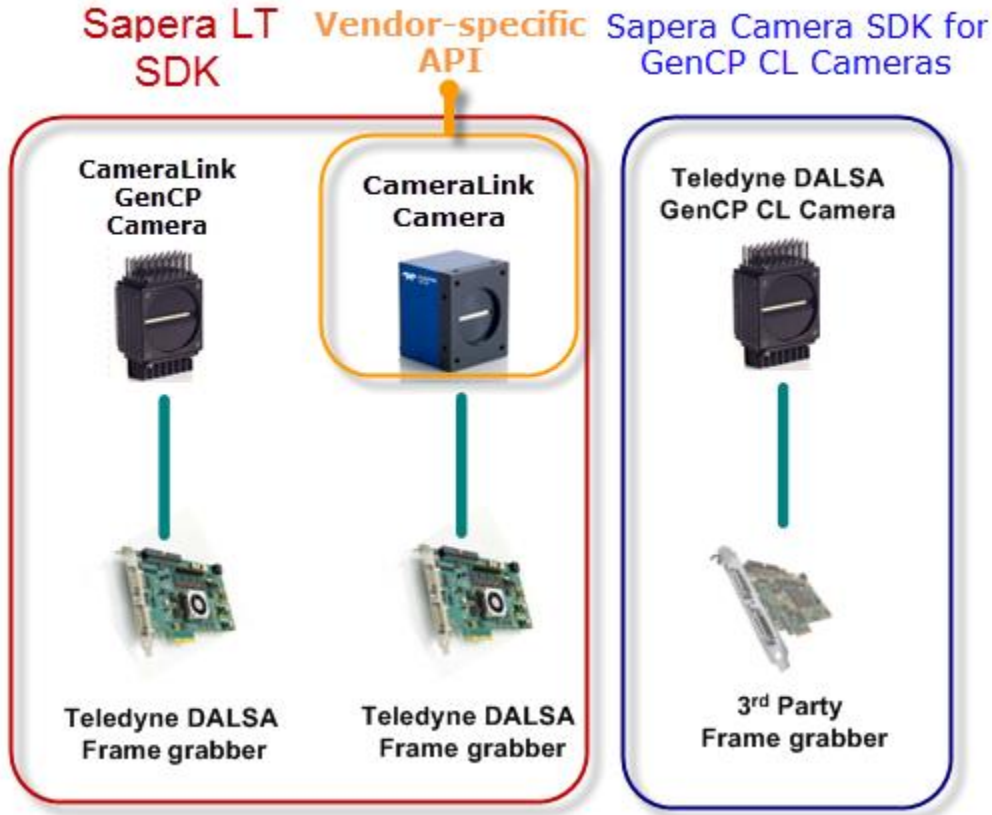 Sapera LT
SDK
Vendor-specific
API
Sapera Camera SDK for
GenCP CL Cameras
CameraLink
GenCP
Camera
CameraLink
Camera
Teledyne DALSA
GenCP CL Camera
Teledyne DALSA
Frame grabber
Teledyne DALSA
Frame grabber
3rd Party
Frame grabber